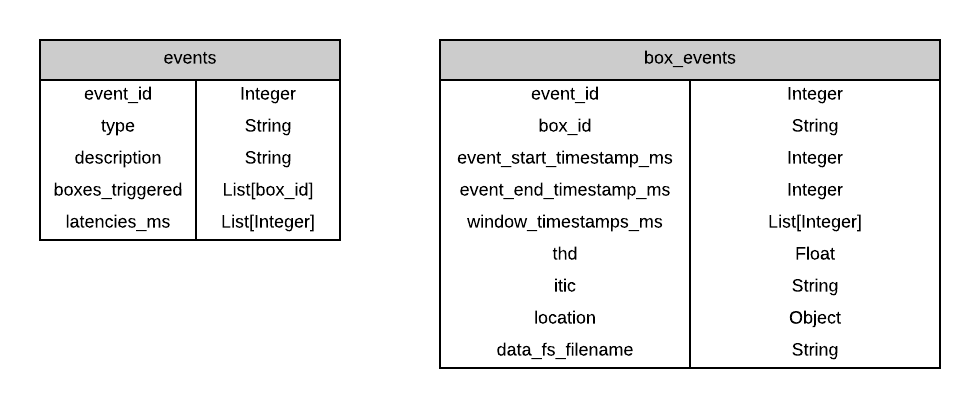 events
event_id Integer
type String
description String
boxes_triggered List[box_id]
latencies_ms List[Integer]
box_events
event_id Integer
box_id String
event_start_timestamp_ms Integer
event_end_timestamp_ms Integer
window_timestamps_ms List[Integer]
thd Float
itic String
location Object
data_fs_filename String